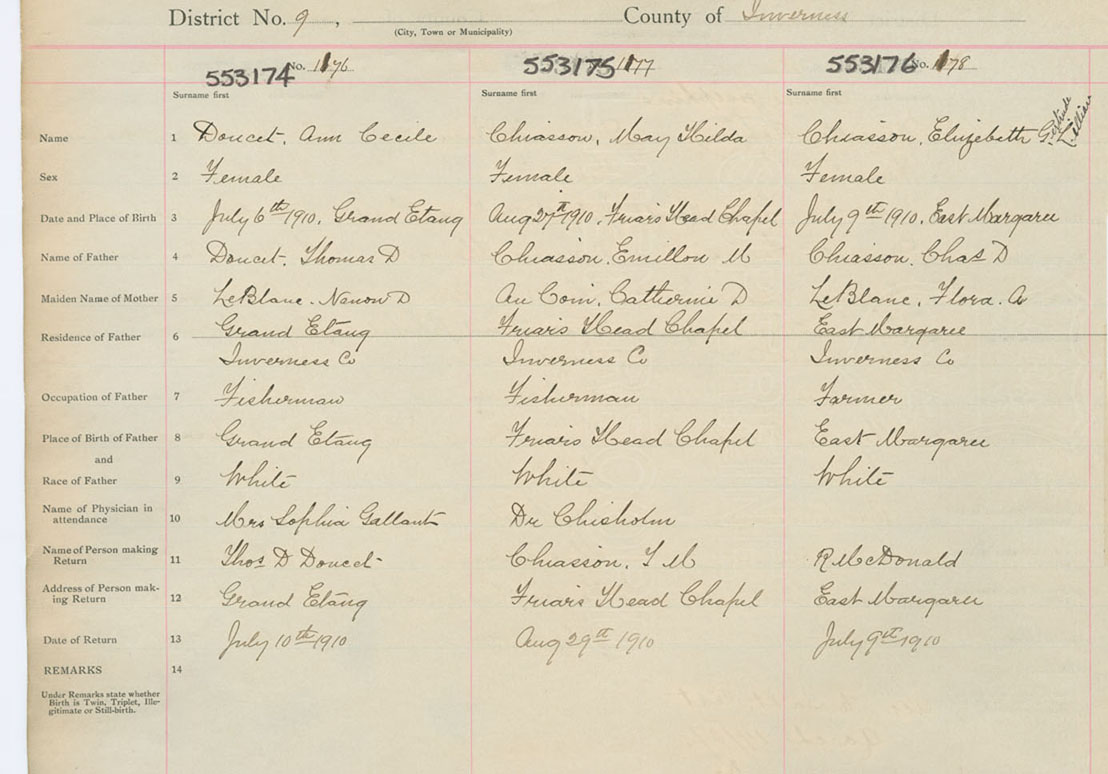 District No. 9, County of Inverness
(City, Town or Municipality)
553174 No. 1176 553175 1177 553176 No. 1178
Surname first Surname first Surname first
Name 1 Doucet, Ann Cecile Chiasson, May Hilda Chiasson, Elizabeth Gertrude Lillian
Sex 2 Female Female Female
Date and Place of Birth 3 July 6th 1910, Grand Etang Aug 27th 1910, Friars Head Chapel July 9th 1910, East Margaree
Name of Father 4 Doucet, Thomas D Chiasson, Emillon M Chiasson, Chas D
Maiden Name of Mother 5 LeBlanc D Au Coin, Catherine D LeBlanc, Flora. A
Residence of Father 6 Grand Etang Friars Head Chapel East Margaree
Inverness Co Inverness Co Inverness Co
Occupation of Father 7 Fisherman Fisherman Farmer
Place of Birth of Father 8 Grand Etang Friars Head Chapel East Margaree
and
Race of Father 9 White White White
Name of Physician in attendance 10 Mrs Sophia Gallant Dr Chisholm
Name of Person making Return 11 Thos D Doucet Chiasson, M R McDonald
Address of Person mak-ing Return 12 Grand Etang Friars Head Chapel East Margaree
Date of Return 13 July 10th 1910 Aug 29th 1910 July 9th 1910
REMARKS 14
Under Remarks state whether
Birth is Twin, Triplet, Ille-
gitimate or Still-birth.